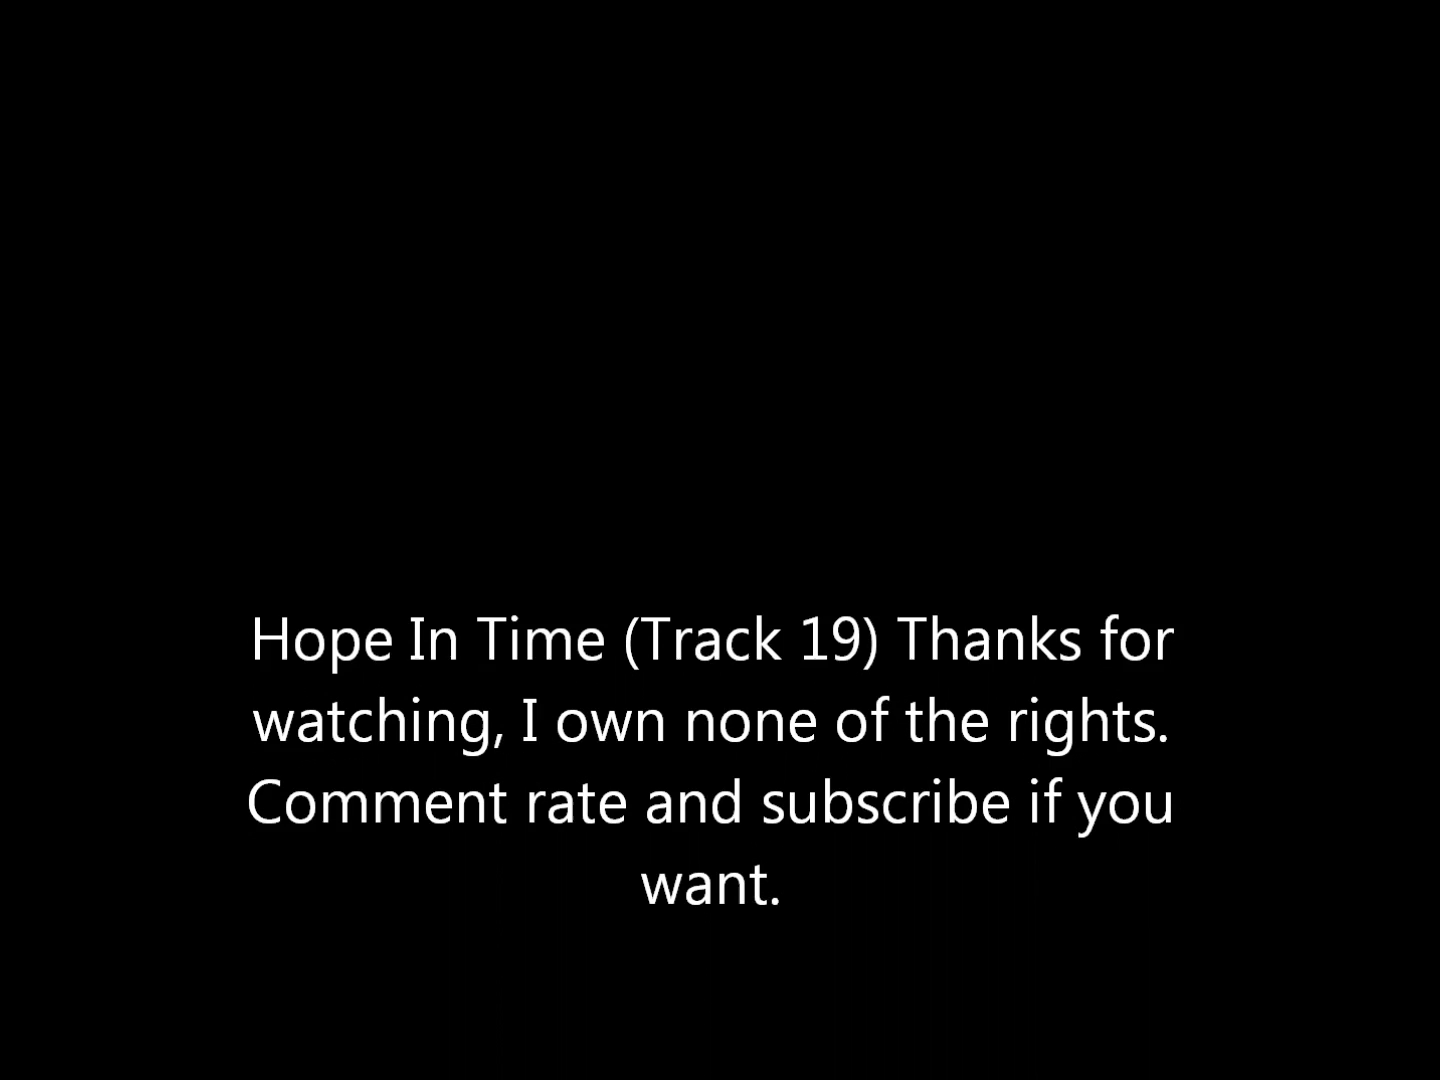 Hope In Time (Track 19) Thanks for
watching, I own none of the rights.
Comment rate and subscribe if you
want.